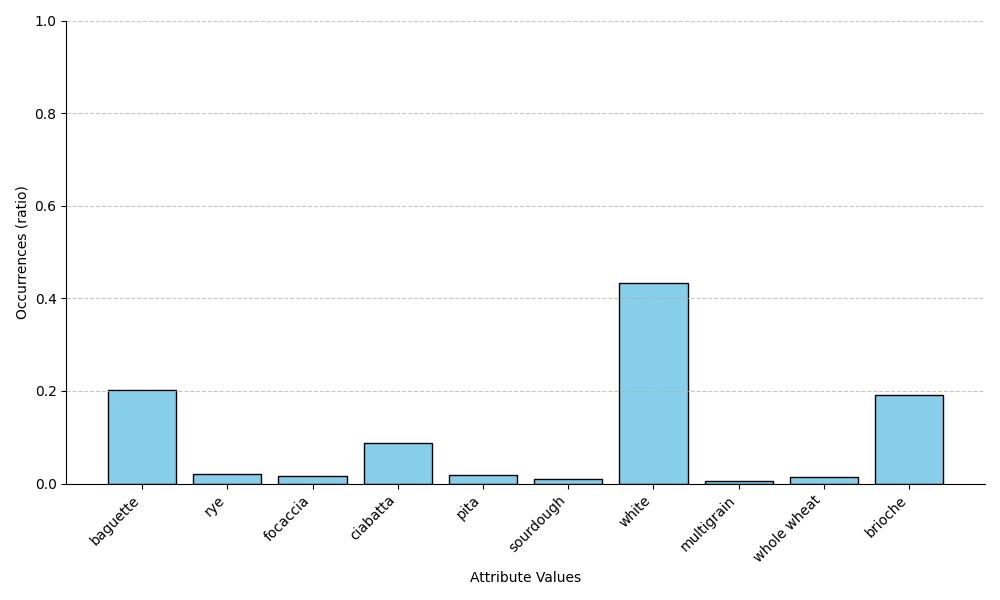 1.0
0.8
0.6
0.4
0.2
0.0
Occurrences (ratio)
baguette
rye
focaccia
ciabatta
pita
sourdough
white
multigrain
whole wheat
brioche
Attribute Values